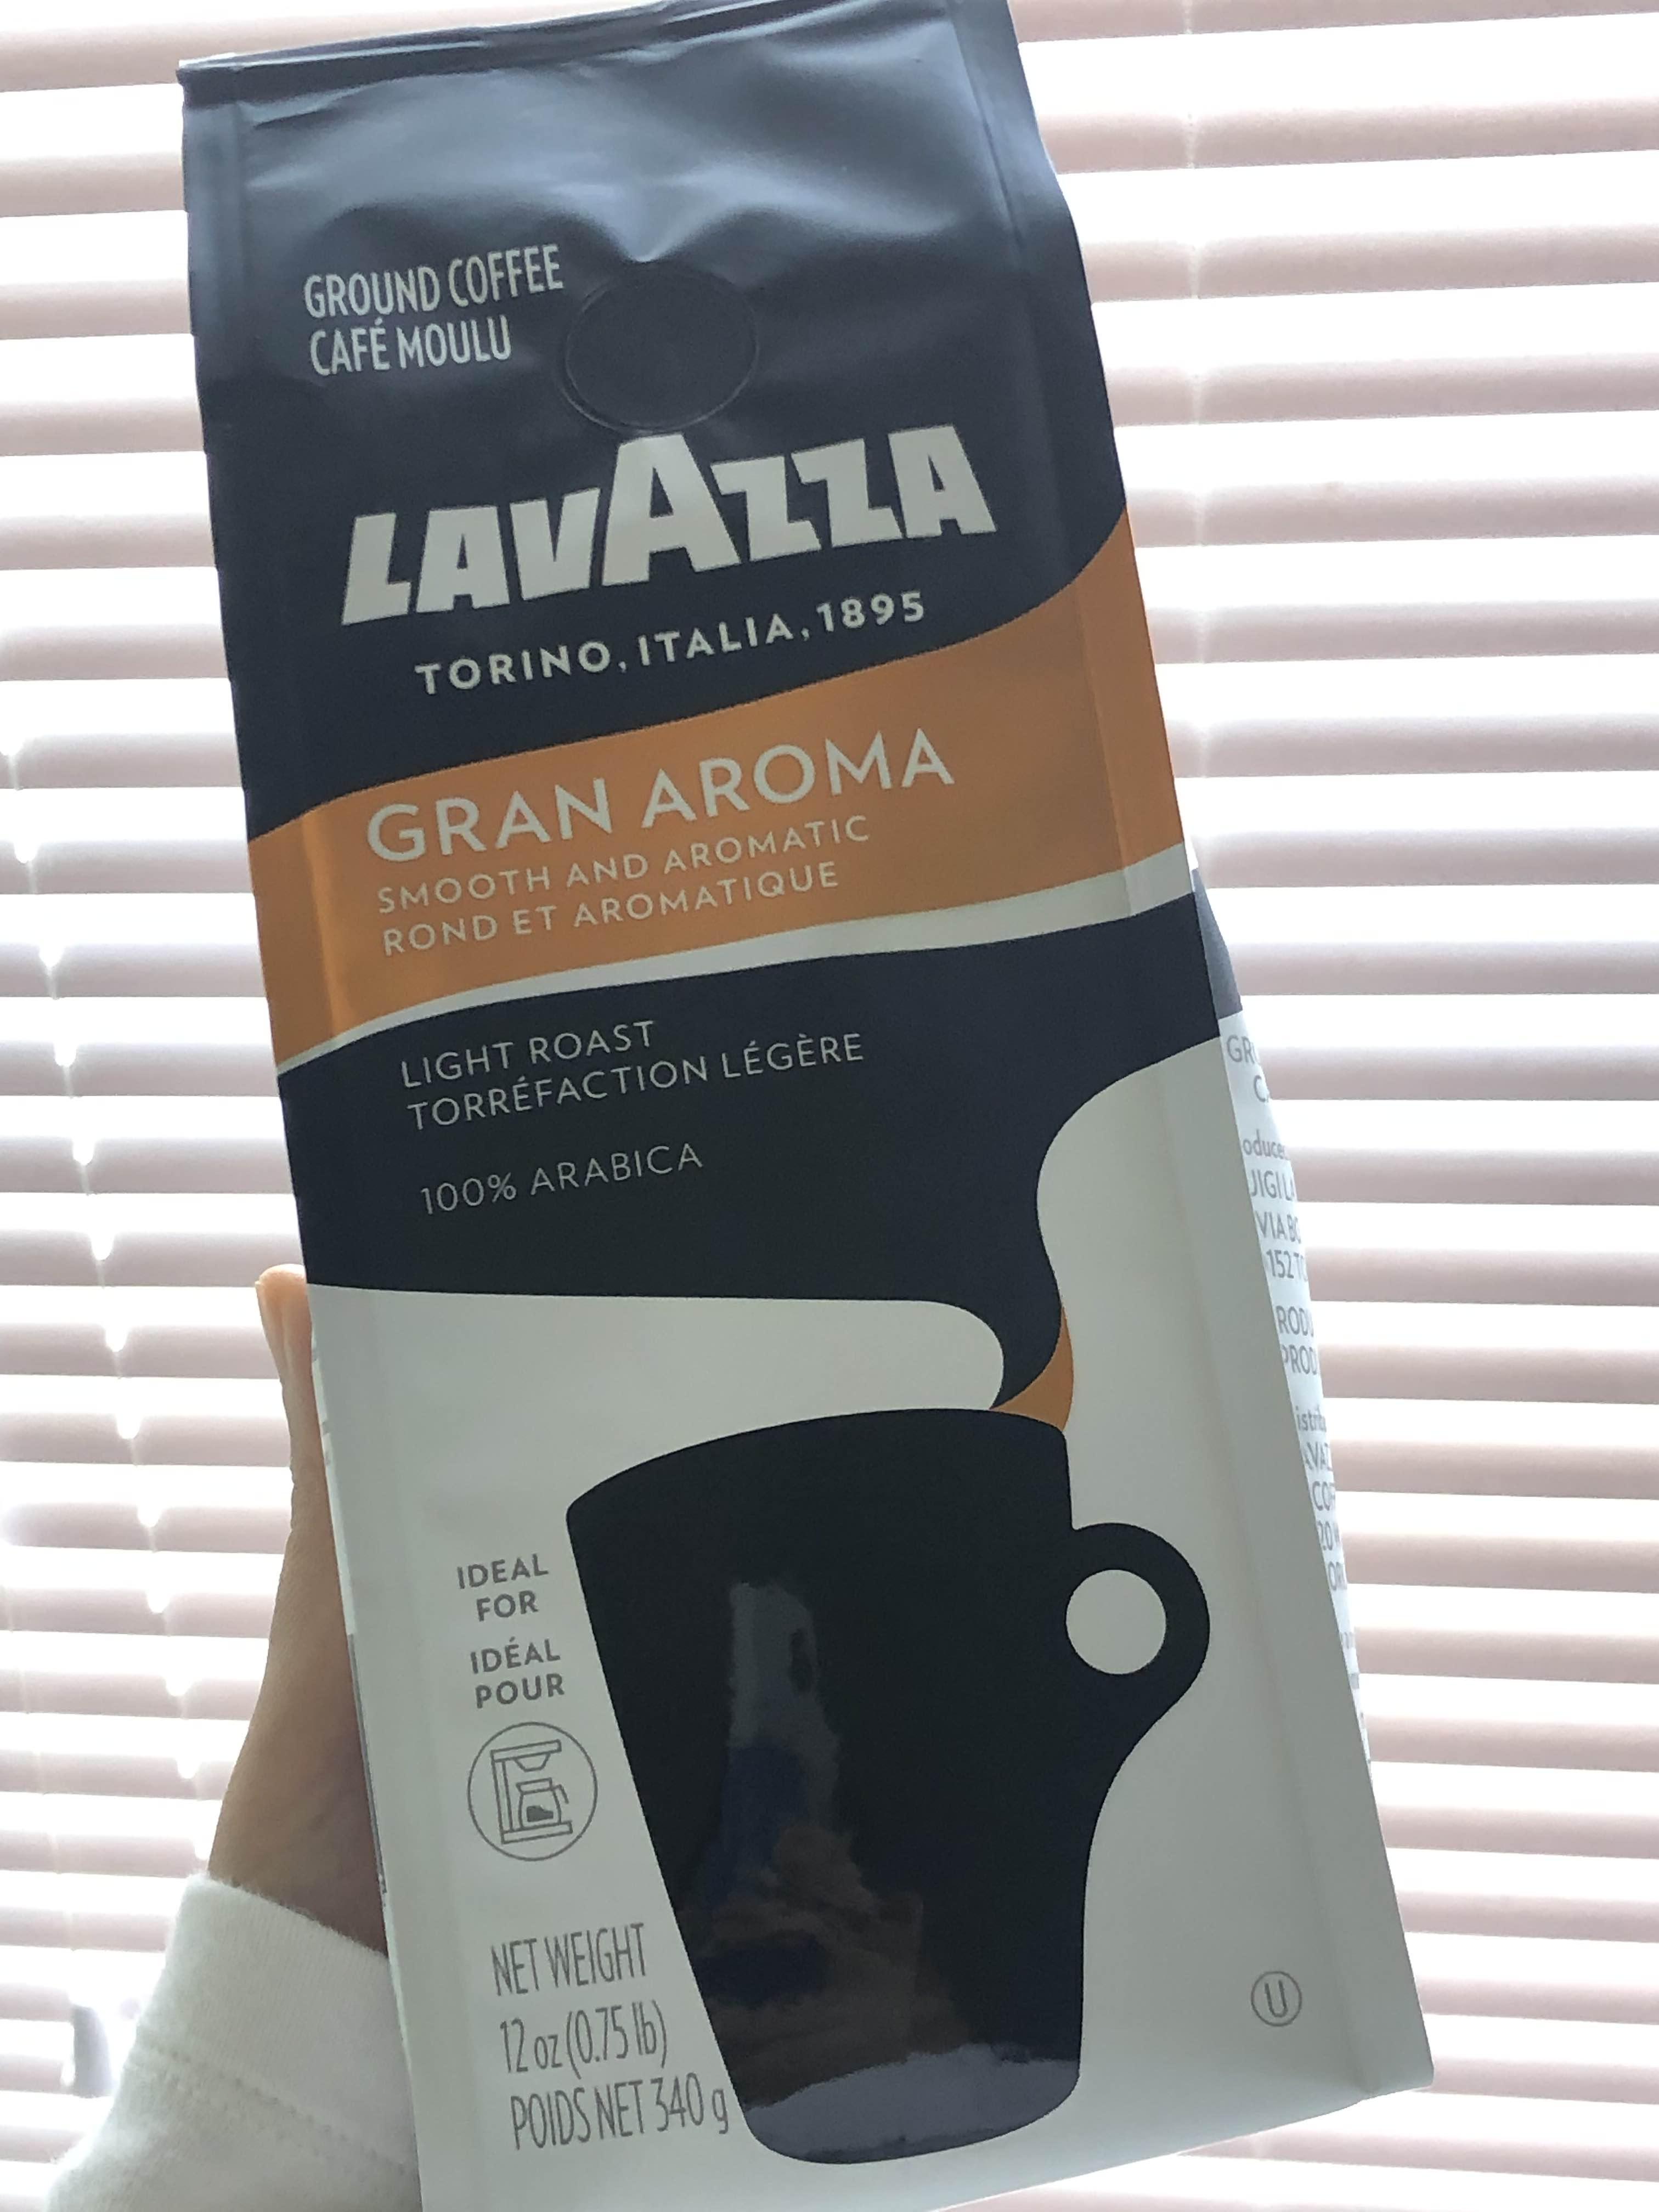 GROUND COFFEE
CAFÉ MOULU
LAVAZZA
TORINO, ITALIA, 1895
GRAN AROMA
SMOOTH AND AROMATIC
ROND ET AROMATIQUE
LIGHT ROAST
TORRÉFACTION LÉGÈRE
100% ARABICA
IDEAL
FOR
IDÉAL
POUR
NET WEIGHT
12 oz (0.75 lb)
POIDS NET 340 g
U